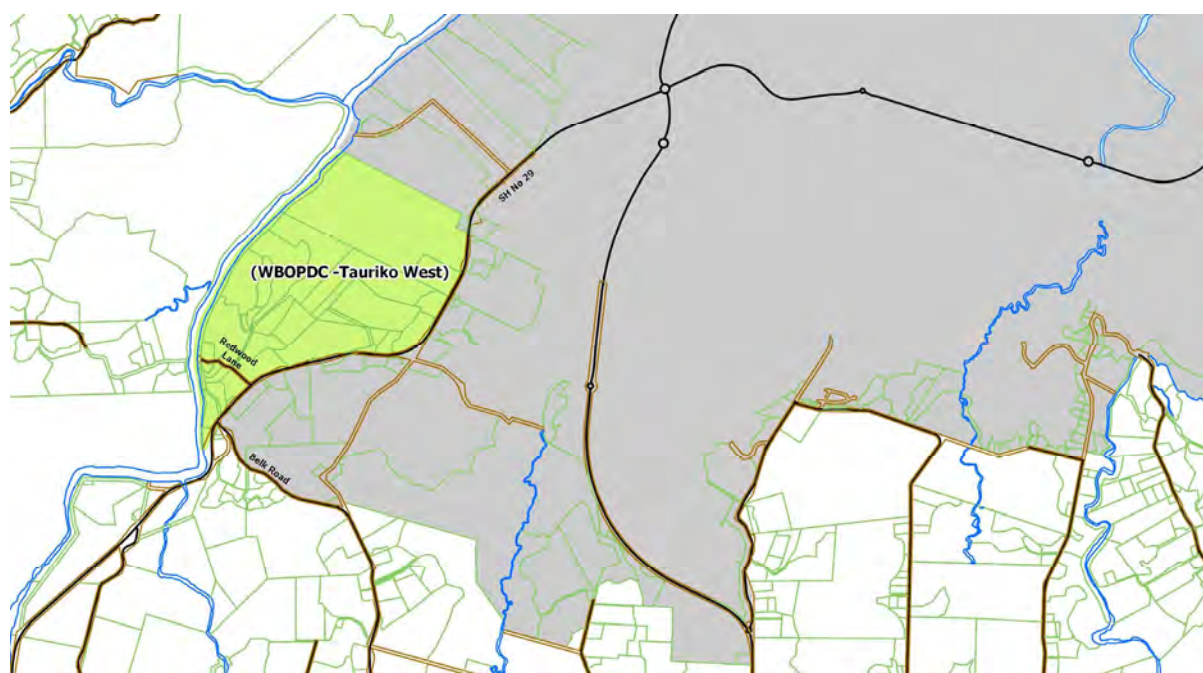 SH No 29
(WBOPDC -Tauriko West)
Redwood
Lane
Belk Road